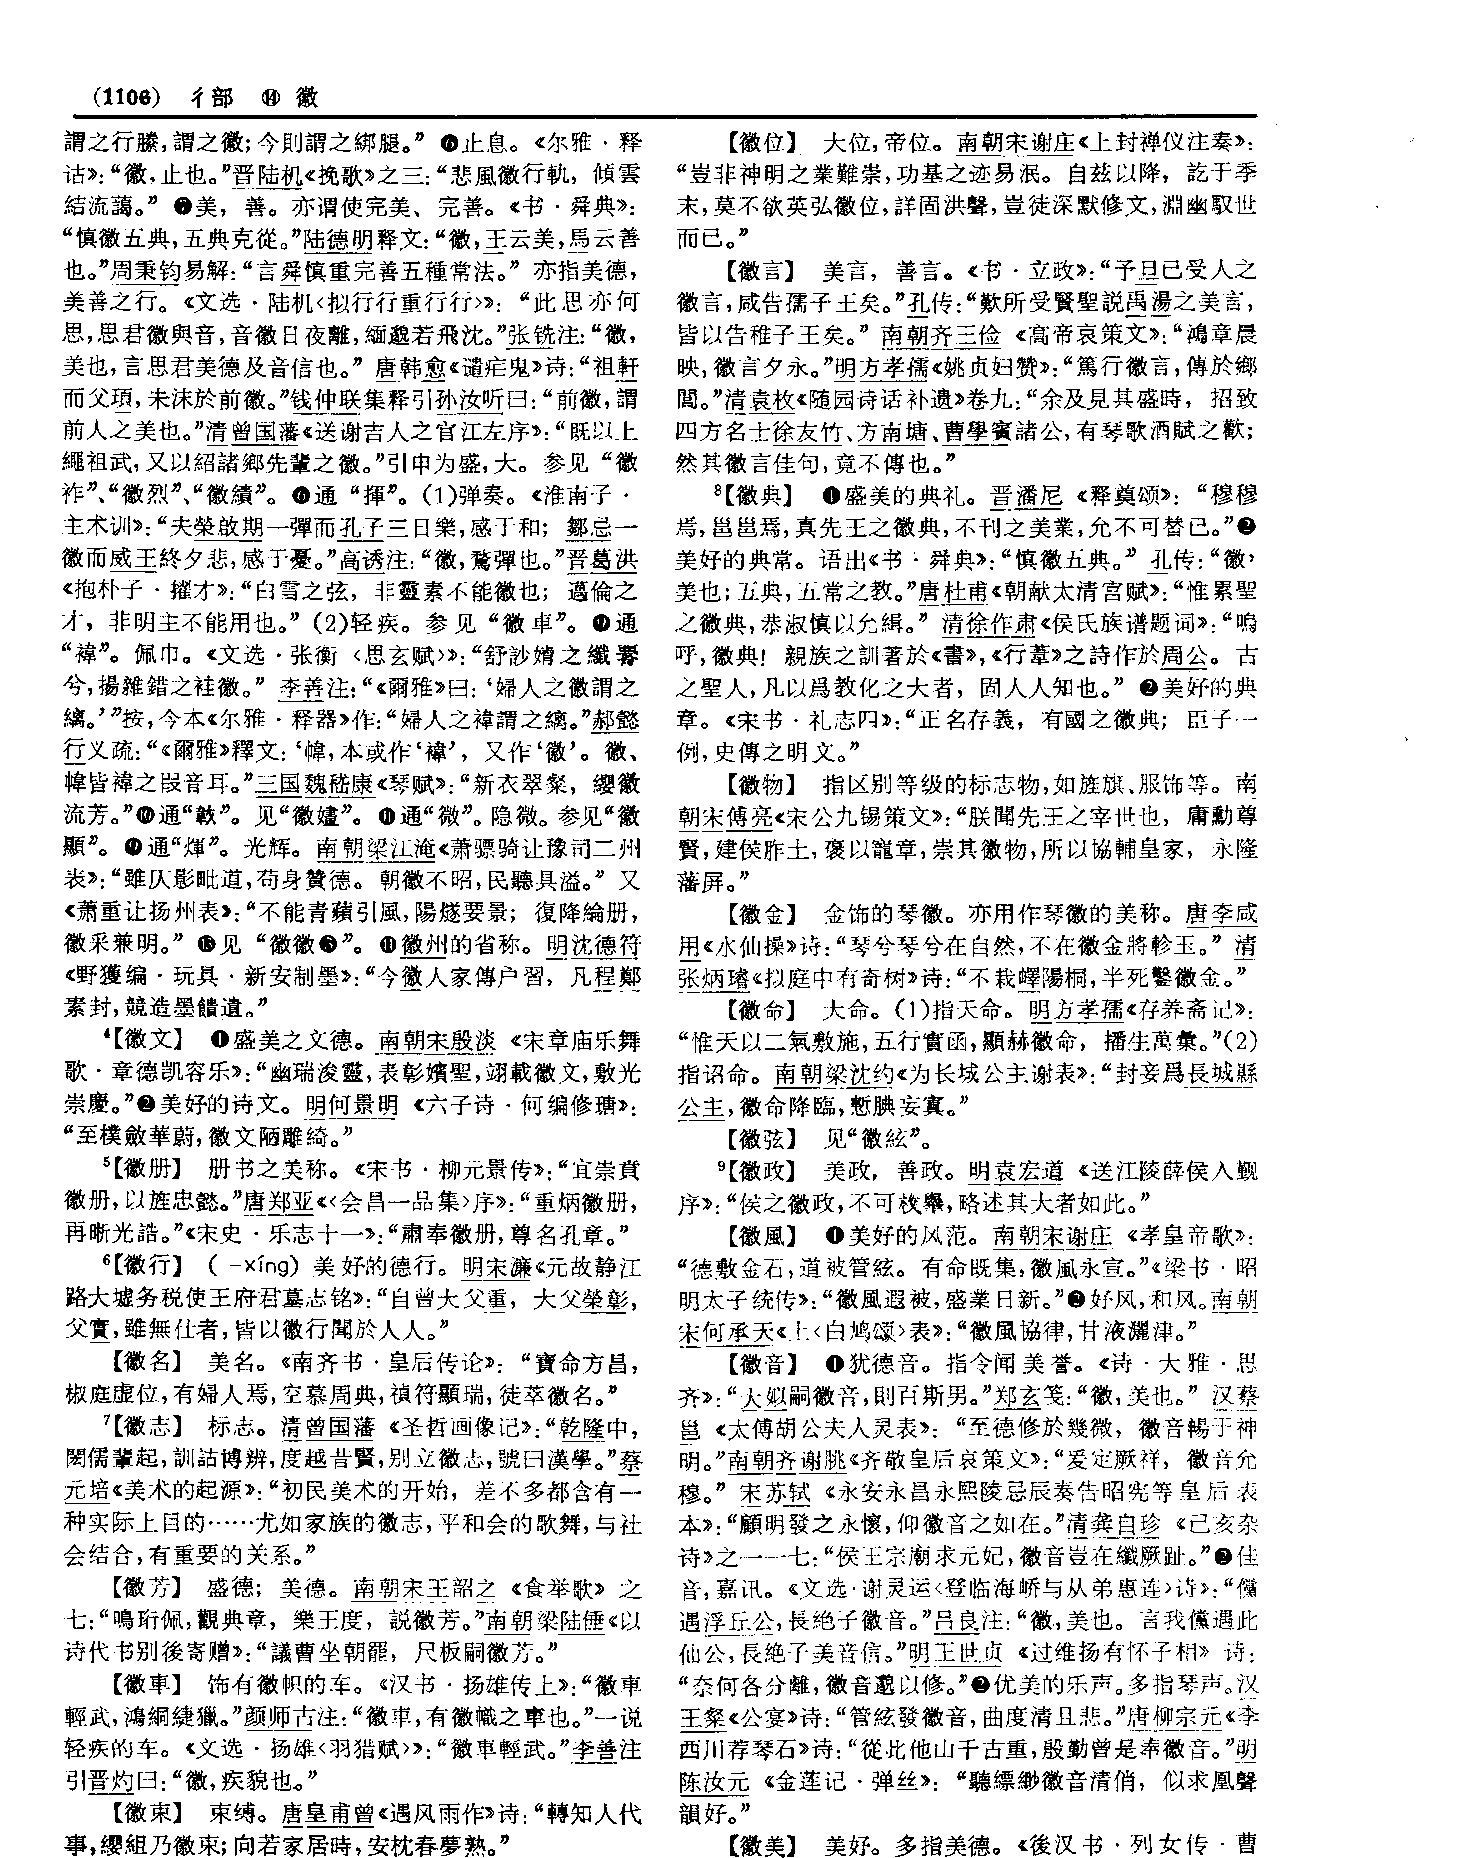 (1106) 彳部 ⑭ 徽
謂之行縢，謂之徽；今則謂之綁腿。”❻止息。《尔雅·释
诂》：“徽，止也。”晋陆机《挽歌》之三：“悲風徽行軌，傾雲
結流藹。”❼美，善。亦谓使完美、完善。《书·舜典》：
“慎徽五典，五典克從。”陆德明释文：“徽，王云美，馬云善
也。”周秉钧易解：“言舜慎重完善五種常法。”亦指美德，
美善之行。《文选·陆机〈拟行行重行行〉》：“此思亦何
思，思君徽與音，音徽日夜離，緬邈若飛沈。”张铣注：“徽，
美也，言思君美德及音信也。”唐韩愈《谴疟鬼》诗：“祖軒
而父頊，未沫於前徽。”钱仲联集释引孙汝听曰：“前徽，謂
前人之美也。”清曾国藩《送谢吉人之官江左序》：“既以上
繩祖武，又以紹諸鄉先輩之徽。”引申为盛，大。参见“徽
祚”、“徽烈”、“徽績”。❽通“揮”。(1)弹奏。《淮南子·
主术训》：“夫榮啟期一彈而孔子三日樂，感于和；鄒忌一
徽而威王終夕悲，感于憂。”高诱注：“徽，騖彈也。”晋葛洪
《抱朴子·擢才》：“白雪之弦，非靈素不能徽也；邁倫之
才，非明主不能用也。”(2)轻疾。参见“徽車”。❾通
“褘”。佩巾。《文选·张衡〈思玄赋〉》：“舒訬婧之纖要
兮，揚雜錯之袿徽。”李善注：“《爾雅》曰：‘婦人之徽謂之
縭。’”按，今本《尔雅·释器》作：“婦人之褘謂之縭。”郝懿
行义疏：“《爾雅》釋文：‘幃，本或作‘褘’，又作‘徽’。徽、
幃皆褘之叚音耳。”三国魏嵇康《琴赋》：“新衣翠粲，纓徽
流芳。”❿通“徽”。见“徽嫿”。⓫通“微”。隐微。参见“徽
顯”。⓬通“煇”。光辉。南朝梁江淹《萧骠骑让豫司二州
表》：“雖仄影毗道，苟身贊德。朝徽不昭，民聽具溢。”又
《萧重让扬州表》：“不能青蘋引風，陽燧要景；復降綸册，
徽采兼明。”⓭见“徽徽❺”。⓮徽州的省称。明沈德符
《野獲编·玩具·新安制墨》：“今徽人家傳户習，凡程鄭
素封，競造墨饋遺。”
⁴【徽文】 ❶盛美之文德。南朝宋殷淡《宋章庙乐舞
歌·章德凯容乐》：“幽瑞浚靈，表彰嬪聖，翊載徽文，敷光
崇慶。”❷美好的诗文。明何景明《六子诗·何编修瑭》：
“至樸斂華蔚，徽文陋雕綺。”
⁵【徽册】 册书之美称。《宋书·柳元景传》：“宜崇賁
徽册，以旌忠懿。”唐郑亚《〈会昌一品集〉序》：“重炳徽册，
再晰光誥。”《宋史·乐志十一》：“肅奉徽册，尊名孔章。”
⁶【徽行】 (-xíng)美好的德行。明宋濂《元故静江
路大墟务税使王府君墓志铭》：“自曾大父重，大父榮彰，
父實，雖無仕者，皆以徽行聞於人人。”
【徽名】 美名。《南齐书·皇后传论》：“寶命方昌，
椒庭虚位，有婦人焉，空慕周典，禎符顯瑞，徒萃徽名。”
⁷【徽志】 标志。清曾国藩《圣哲画像记》：“乾隆中，
閎儒輩起，訓詁博辨，度越昔賢，别立徽志，號曰漢學。”蔡
元培《美术的起源》：“初民美术的开始，差不多都含有一
种实际上目的……尤如家族的徽志，平和会的歌舞，与社
会结合，有重要的关系。”
【徽芳】 盛德；美德。南朝宋王韶之《食举歌》之
七：“鳴珩佩，觀典章，樂王度，説徽芳。”南朝梁陆倕《以
诗代书别後寄赠》：“議曹坐朝罷，尺板嗣徽芳。”
【徽車】 饰有徽帜的车。《汉书·扬雄传上》：“徽車
輕武，鴻絧緁獵。”颜师古注：“徽車，有徽幟之車也。”一说
轻疾的车。《文选·扬雄〈羽猎赋〉》：“徽車輕武。”李善注
引晋灼曰：“徽，疾貌也。”
【徽束】 束缚。唐皇甫曾《遇风雨作》诗：“轉知人代
事，纓組乃徽束；向若家居時，安枕春夢熟。”
【徽位】 大位，帝位。南朝宋谢庄《上封禅仪注奏》：
“豈非神明之業難崇，功基之迹易泯。自兹以降，訖于季
末，莫不欲英弘徽位，詳固洪聲，豈徒深默修文，淵幽馭世
而已。”
【徽言】 美言，善言。《书·立政》：“予旦已受人之
徽言，咸告孺子王矣。”孔传：“歎所受賢聖説禹湯之美言，
皆以告稚子王矣。”南朝齐王俭《高帝哀策文》：“鴻章晨
映，徽言夕永。”明方孝孺《姚贞妇赞》：“篤行徽言，傳於鄉
閭。”清袁枚《随园诗话补遗》卷九：“余及見其盛時，招致
四方名士徐友竹、方南塘、曹學賓諸公，有琴歌酒賦之歡；
然其徽言佳句，竟不傳也。”
⁸【徽典】 ❶盛美的典礼。晋潘尼《释奠颂》：“穆穆
焉，邕邕焉，真先王之徽典，不刊之美業，允不可替已。”❷
美好的典常。语出《书·舜典》：“慎徽五典。”孔传：“徽，
美也；五典，五常之教。”唐杜甫《朝献太清宫赋》：“惟累聖
之徽典，恭淑慎以允緝。”清徐作肃《侯氏族谱题词》：“嗚
呼，徽典！親族之訓著於《書》，《行葦》之詩作於周公。古
之聖人，凡以爲教化之大者，固人人知也。”❷美好的典
章。《宋书·礼志四》：“正名存義，有國之徽典；臣子一
例，史傳之明文。”
【徽物】 指区别等级的标志物，如旌旗、服饰等。南
朝宋傅亮《宋公九锡策文》：“朕聞先王之宰世也，庸勳尊
賢，建侯胙土，褒以寵章，崇其徽物，所以協輔皇家，永隆
藩屏。”
【徽金】 金饰的琴徽。亦用作琴徽的美称。唐李咸
用《水仙操》诗：“琴兮琴兮在自然，不在徽金將軫玉。”清
张炳璿《拟庭中有奇树》诗：“不栽嶧陽桐，半死鑿徽金。”
【徽命】 大命。(1)指天命。明方孝孺《存养斋记》：
“惟天以二氣敷施，五行實函，顯赫徽命，播生萬彙。”(2)
指诏命。南朝梁沈约《为长城公主谢表》：“封妾爲長城縣
公主，徽命降臨，慙腆妄寘。”
【徽弦】 见“徽絃”。
⁹【徽政】 美政，善政。明袁宏道《送江陵薛侯入觐
序》：“侯之徽政，不可枚舉，略述其大者如此。”
【徽風】 ❶美好的风范。南朝宋谢庄《孝皇帝歌》：
“德敷金石，道被管絃。有命既集，徽風永宣。”《梁书·昭
明太子统传》：“徽風遐被，盛業日新。”❷好风，和风。南朝
宋何承天《上〈白鸠颂〉表》：“徽風協律，甘液灑津。”
【徽音】 ❶犹德音。指令闻美誉。《诗·大雅·思
齐》：“大姒嗣徽音，則百斯男。”郑玄笺：“徽，美也。”汉蔡
邕《太傅胡公夫人灵表》：“至德修於幾微，徽音暢于神
明。”南朝齐谢朓《齐敬皇后哀策文》：“爰定厥祥，徽音允
穆。”宋苏轼《永安永昌永熙陵忌辰奏告昭宪等皇后表
本》：“顧明發之永懷，仰徽音之如在。”清龚自珍《己亥杂
诗》之一一七：“侯王宗廟求元妃，徽音豈在纖厥趾。”❷佳
音，嘉讯。《文选·谢灵运〈登临海峤与从弟惠连〉诗》：“儻
遇浮丘公，長絶子徽音。”吕良注：“徽，美也。言我儻遇此
仙公，長絶子美音信。”明王世贞《过维扬有怀子相》诗：
“奈何各分離，徽音邈以修。”❷优美的乐声。多指琴声。汉
王粲《公宴》诗：“管絃發徽音，曲度清且悲。”唐柳宗元《李
西川荐琴石》诗：“從此他山千古重，殷勤曾是奉徽音。”明
陈汝元《金莲记·弹丝》：“聽縹緲徽音清俏，似求凰聲
韻好。”
【徽美】 美好。多指美德。《後汉书·列女传·曹